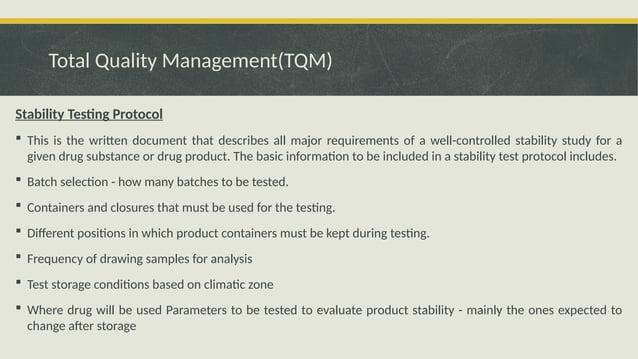 Total Quality Management(TQM)
Stability Testing Protocol
▪ This is the written document that describes all major requirements of a well-controlled stability study for a
given drug substance or drug product. The basic information to be included in a stability test protocol includes.
▪ Batch selection - how many batches to be tested.
▪ Containers and closures that must be used for the testing.
▪ Different positions in which product containers must be kept during testing.
▪ Frequency of drawing samples for analysis
▪ Test storage conditions based on climatic zone
▪ Where drug will be used Parameters to be tested to evaluate product stability - mainly the ones expected to
change after storage